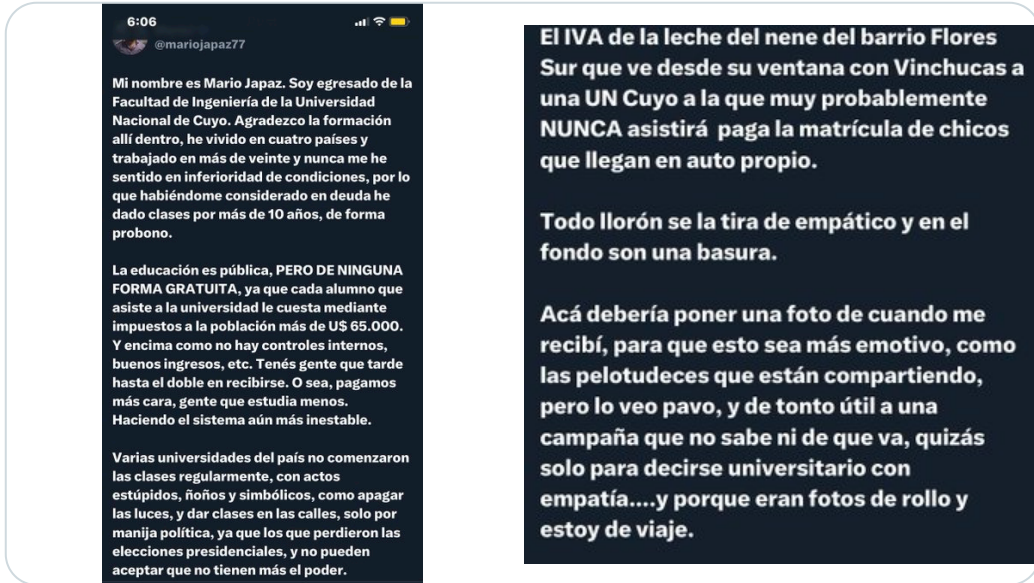 6:06
@mariojapaz77
Mi nombre es Mario Japaz. Soy egresado de la
Facultad de Ingeniería de la Universidad
Nacional de Cuyo. Agradezco la formación
allí dentro, he vivido en cuatro países y
trabajado en más de veinte y nunca me he
sentido en inferioridad de condiciones, por lo
que habiéndome considerado en deuda he
dado clases por más de 10 años, de forma
probono.
La educación es pública, PERO DE NINGUNA
FORMA GRATUITA, ya que cada alumno que
asiste a la universidad le cuesta mediante
impuestos a la población más de U$ 65.000.
Y encima como no hay controles internos,
buenos ingresos, etc. Tenés gente que tarde
hasta el doble en recibirse. O sea, pagamos
más cara, gente que estudia menos.
Haciendo el sistema aún más inestable.
Varias universidades del país no comenzaron
las clases regularmente, con actos
estúpidos, ñoños y simbólicos, como apagar
las luces, y dar clases en las calles, solo por
manija política, ya que los que perdieron las
elecciones presidenciales, y no pueden
aceptar que no tienen más el poder.
El IVA de la leche del nene del barrio Flores
Sur que ve desde su ventana con Vinchucas a
una UN Cuyo a la que muy probablemente
NUNCA asistirá paga la matrícula de chicos
que llegan en auto propio.
Todo llorón se la tira de empático y en el
fondo son una basura.
Acá debería poner una foto de cuando me
recibí, para que esto sea más emotivo, como
las pelotudeces que están compartiendo,
pero lo veo pavo, y de tonto útil a una
campaña que no sabe ni de que va, quizás
solo para decirse universitario con
empatía....y porque eran fotos de rollo y
estoy de viaje.